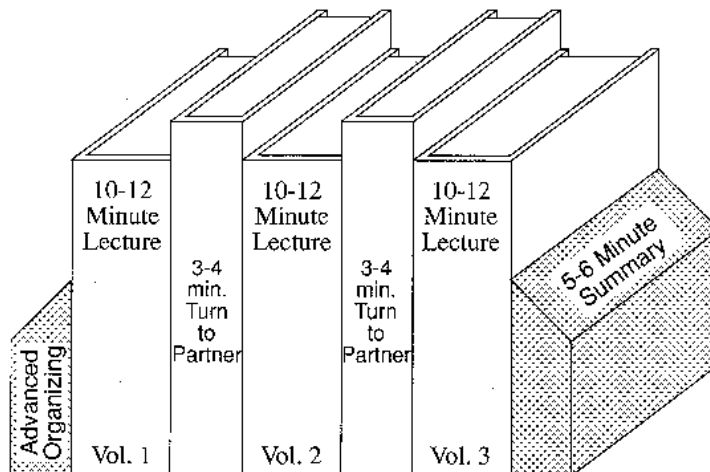 Advanced
Organizing
10-12
Minute
Lecture
Vol. 1
3-4
min.
Turn
to
Partner
10-12
Minute
Lecture
Vol. 2
3-4
min.
Turn
to
Partner
10-12
Minute
Lecture
Vol. 3
5-6 Minute
Summary